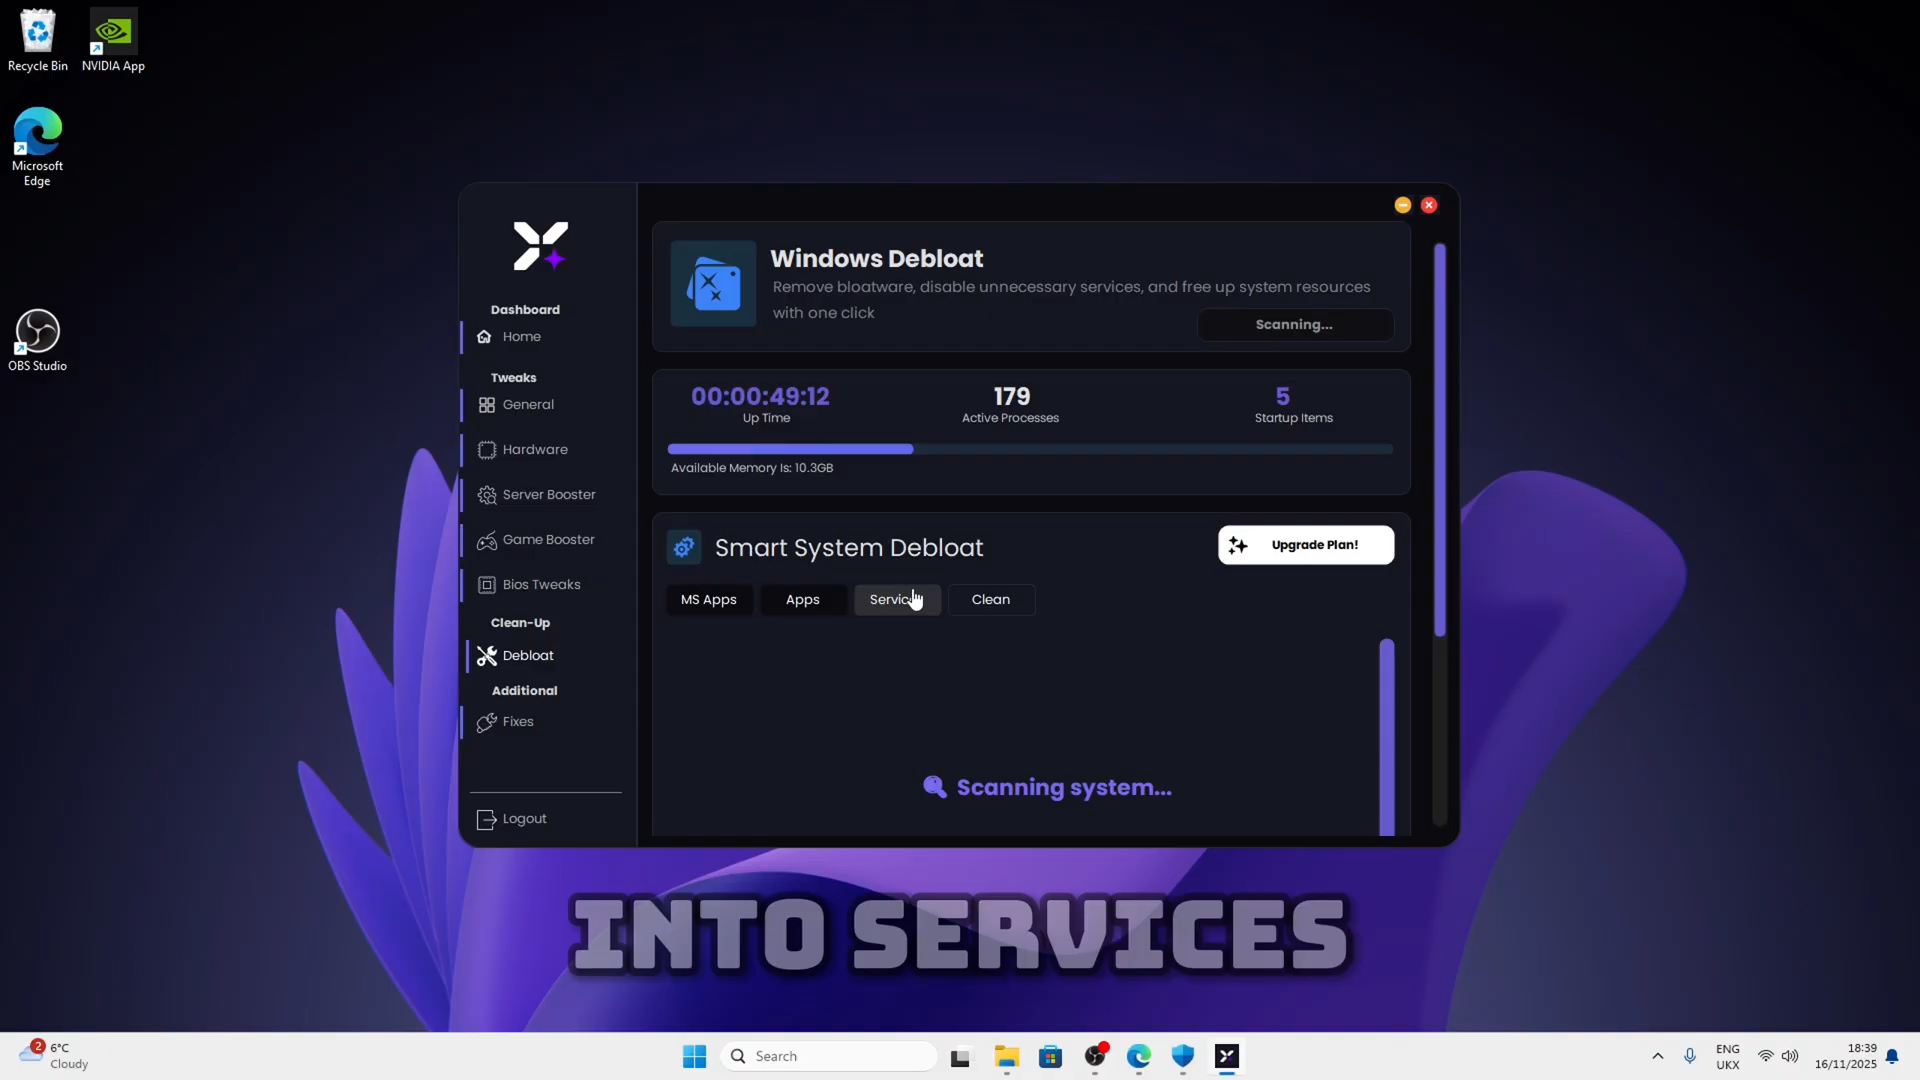 Recycle Bin
NVIDIA App
Microsoft
Edge
OBS Studio
Dashboard
Home
Tweaks
General
Hardware
Server Booster
Game Booster
Bios Tweaks
Clean-Up
Debloat
Additional
Fixes
Logout
Windows Debloat
Remove bloatware, disable unnecessary services, and free up system resources
with one click
Scanning...
00:00:49:12
Up Time
179
Active Processes
5
Startup Items
Available Memory Is: 10.3GB
Smart System Debloat
Upgrade Plan!
MS Apps
Apps
Clean
Scanning system...
INTO SERVICES
2
6°C
Cloudy
Search
ENG
UKX
18:39
16/11/2025